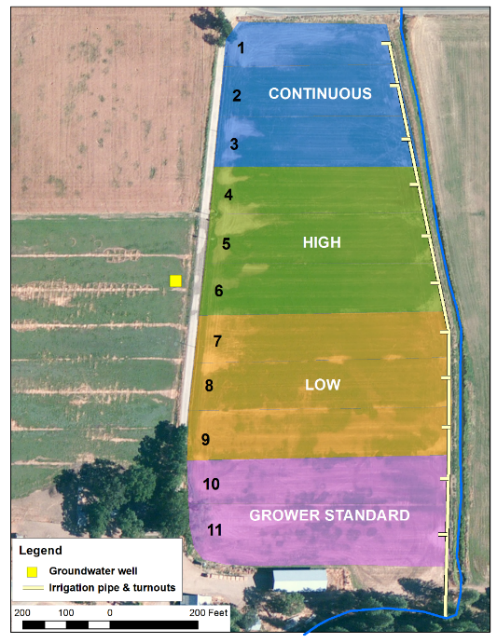 1
2
CONTINUOUS
3
4
5
HIGH
6
7
8
LOW
9
10
11
GROWER STANDARD
Legend
Groundwater well
Irrigation pipe & turnouts
200 100 0 200 Feet